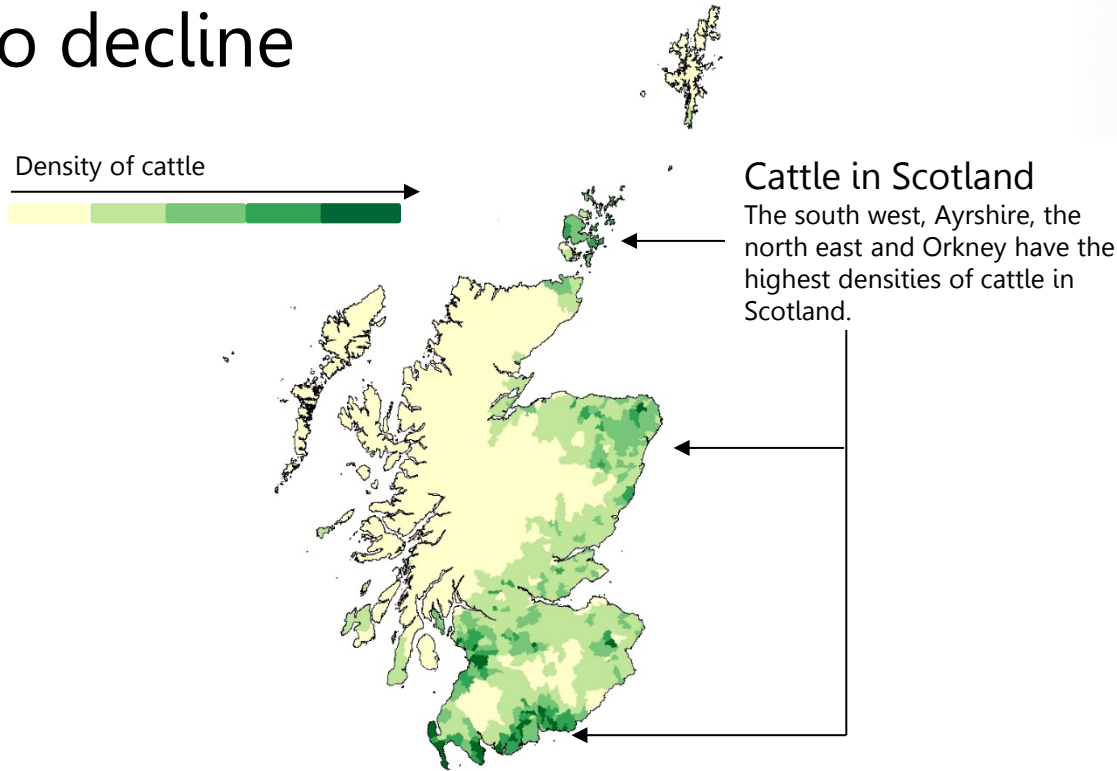 o decline
Density of cattle
Cattle in Scotland
The south west, Ayrshire, the
north east and Orkney have the
highest densities of cattle in
Scotland.